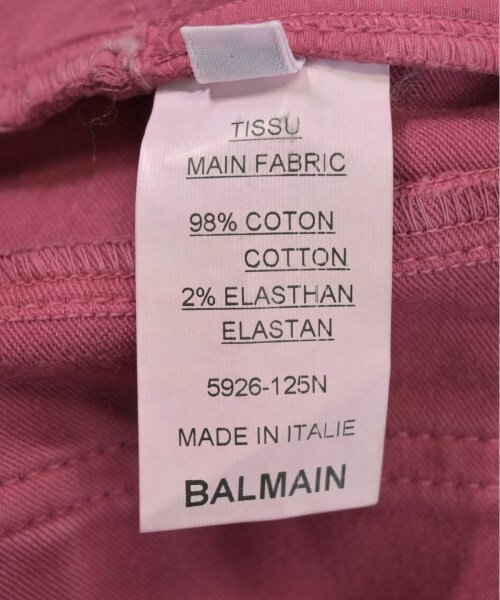 TISSU
MAIN FABRIC
98% COTON
COTTON
2% ELASTHAN
ELASTAN
5926-125N
MADE IN ITALIE
BALMAIN